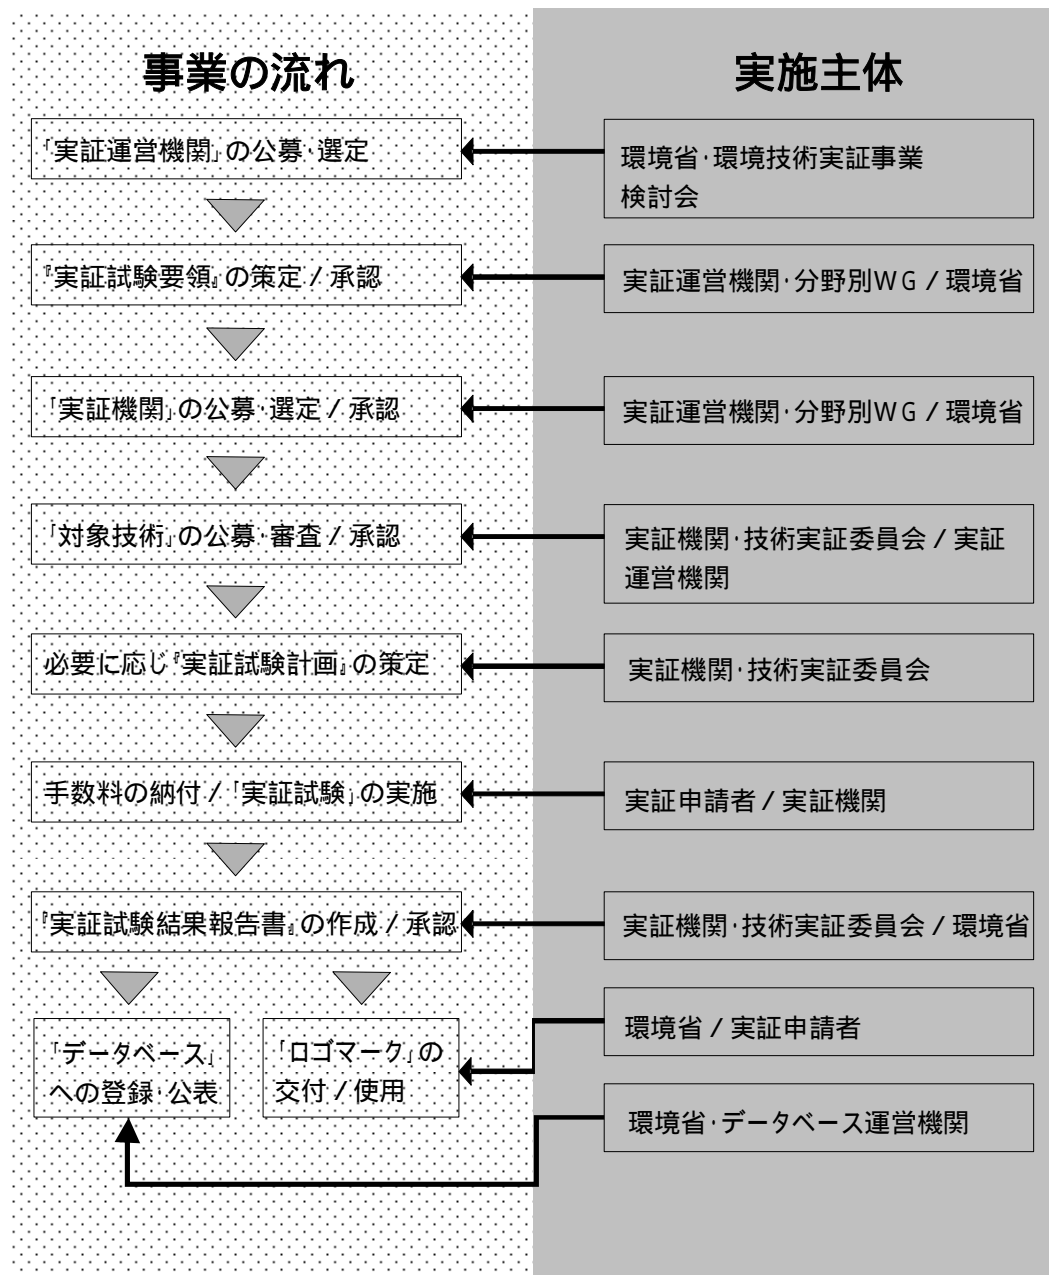 事業の流れ
実施主体
「実証運営機関」の公募・選定
環境省・環境技術実証事業
検討会
『実証試験要領』の策定／承認
実証運営機関・分野別WG／環境省
「実証機関」の公募・選定／承認
実証運営機関・分野別WG／環境省
「対象技術」の公募・審査／承認
実証機関・技術実証委員会／実証
運営機関
必要に応じ『実証試験計画』の策定
実証機関・技術実証委員会
手数料の納付／「実証試験」の実施
実証申請者／実証機関
『実証試験結果報告書』の作成／承認
実証機関・技術実証委員会／環境省
「データベース」
への登録・公表
「ロゴマーク」の
交付／使用
環境省／実証申請者
環境省・データベース運営機関